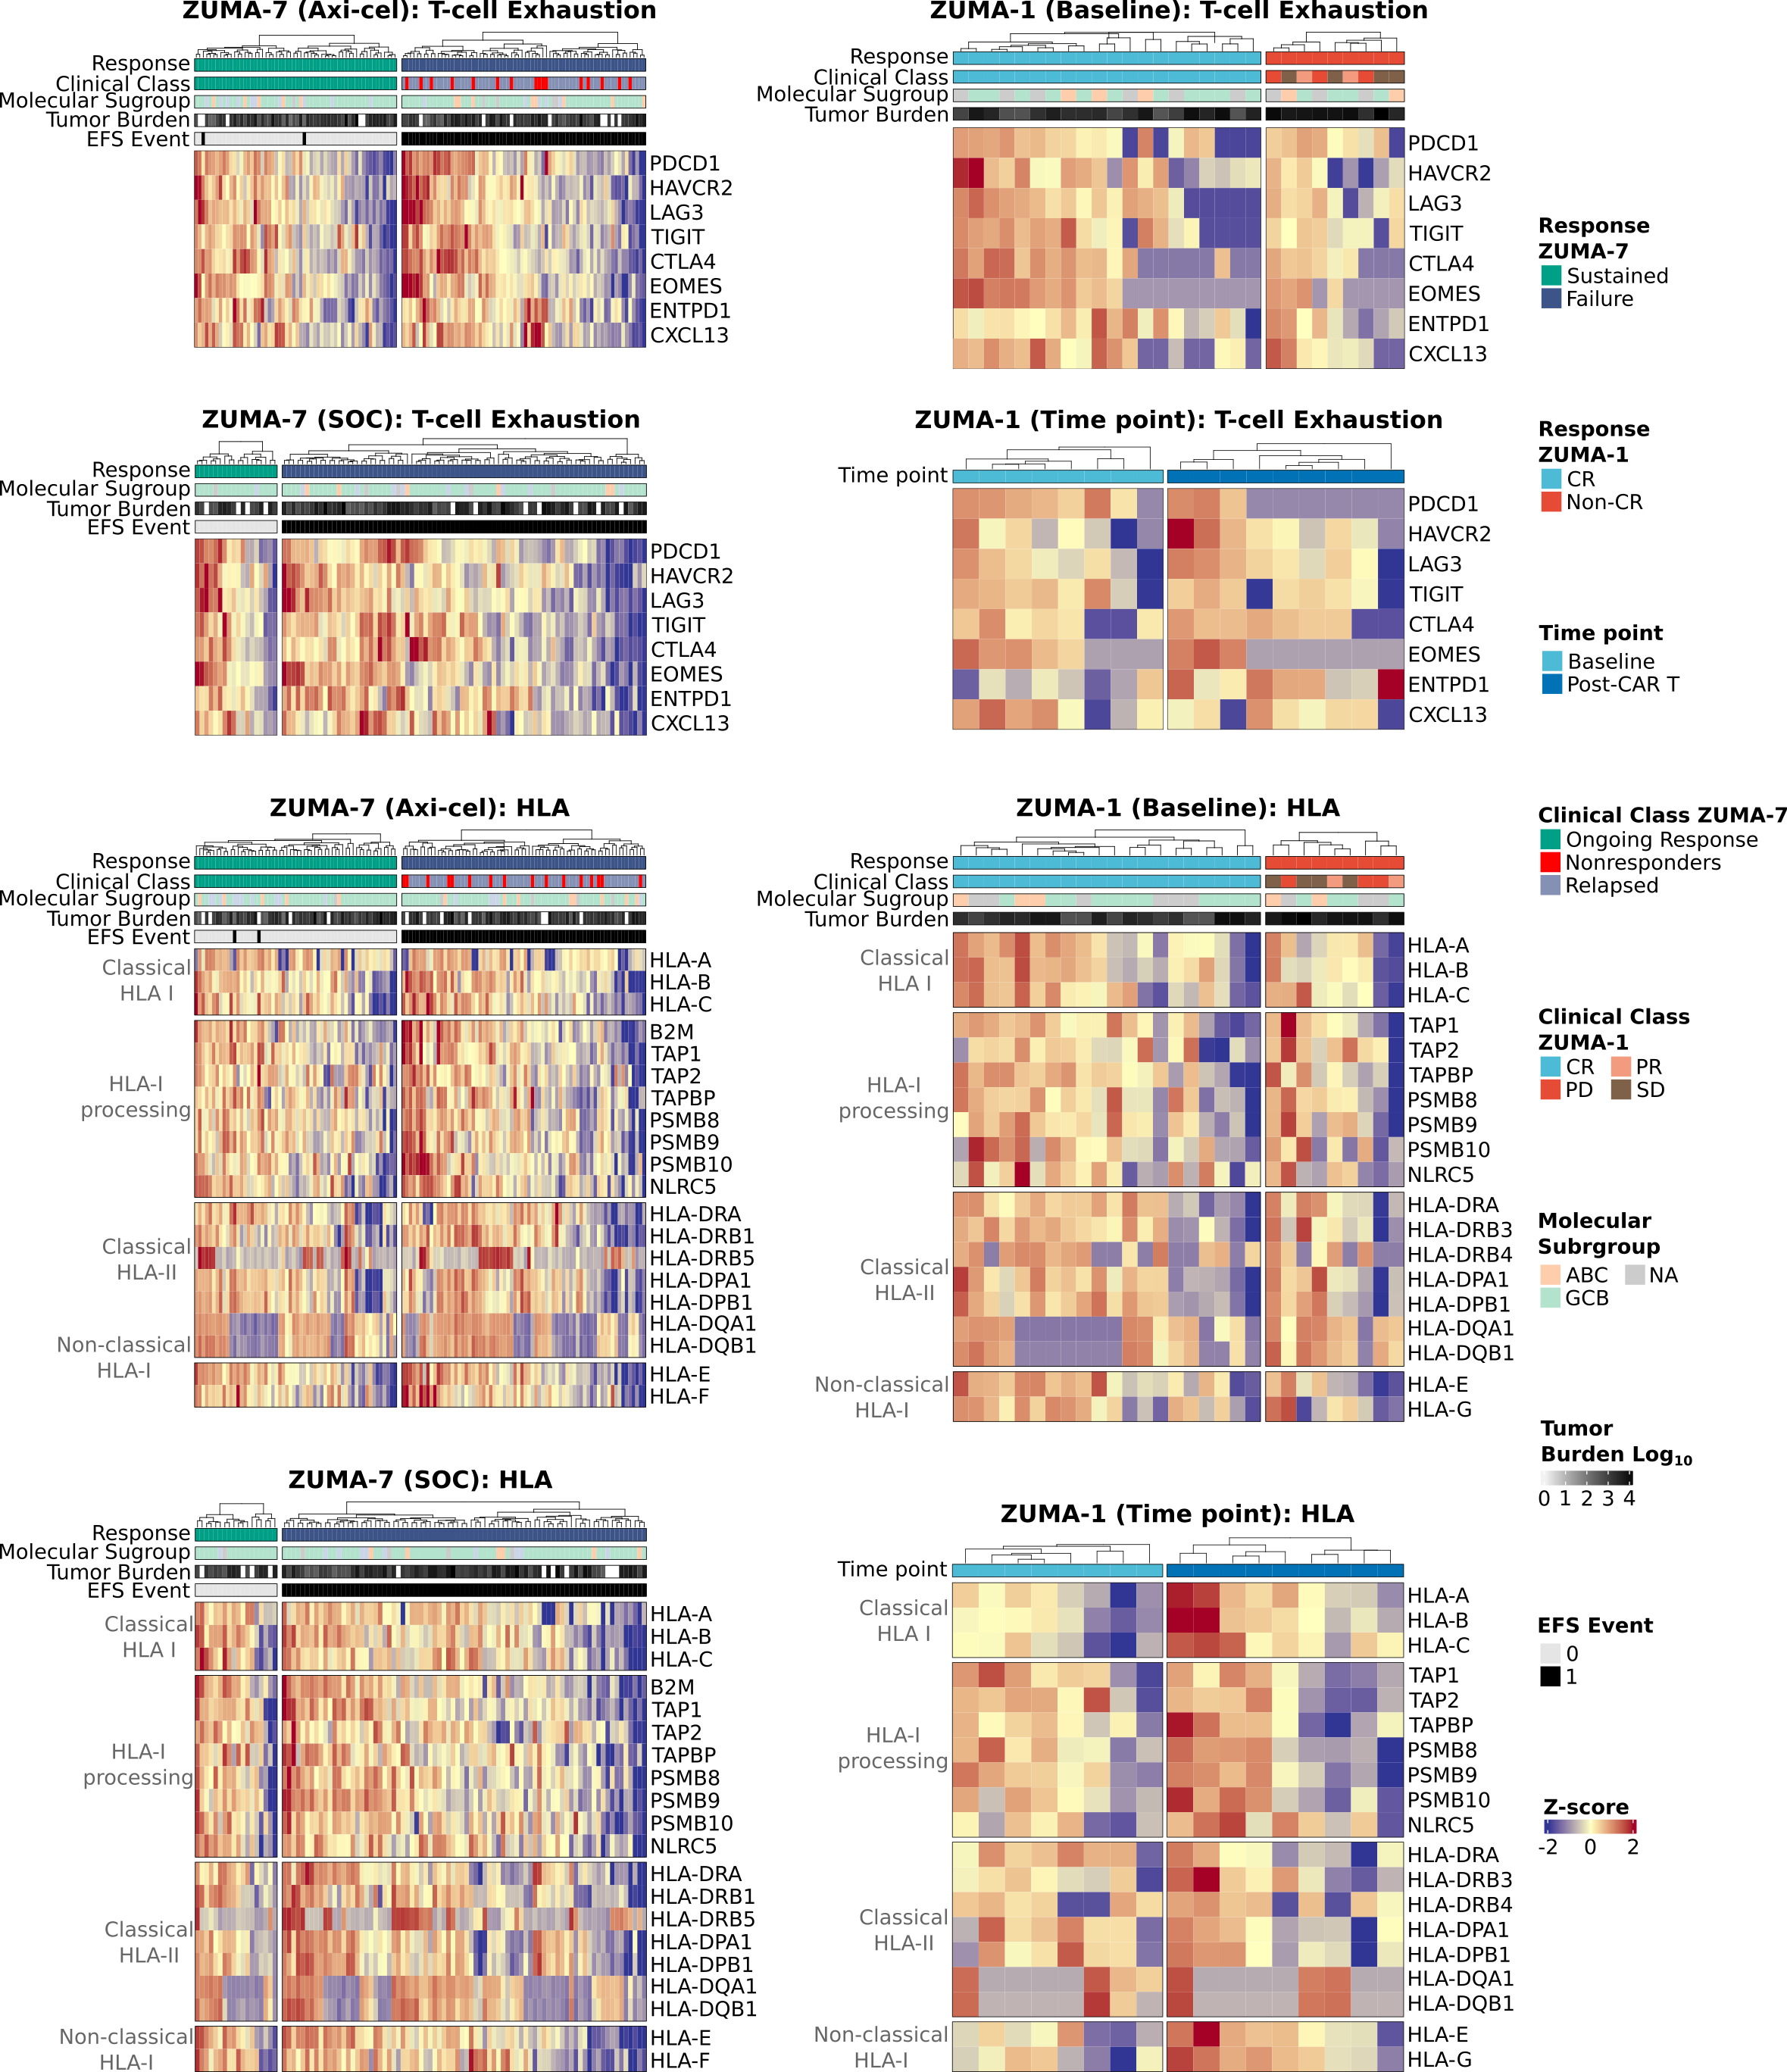 ZUMA-7 (Axi-cel): T-cell Exhaustion
Response
Clinical Class
Molecular Sugroup
Tumor Burden
EFS Event
PDCD1
HAVCR2
LAG3
TIGIT
CTLA4
EOMES
ENTPD1
CXCL13
ZUMA-1 (Baseline): T-cell Exhaustion
Response
Clinical Class
Molecular Sugroup
Tumor Burden
PDCD1
HAVCR2
LAG3
TIGIT
CTLA4
EOMES
ENTPD1
CXCL13
ZUMA-7 (SOC): T-cell Exhaustion
Response
Molecular Sugroup
Tumor Burden
EFS Event
PDCD1
HAVCR2
LAG3
TIGIT
CTLA4
EOMES
ENTPD1
CXCL13
ZUMA-1 (Time point): T-cell Exhaustion
Time point
PDCD1
HAVCR2
LAG3
TIGIT
CTLA4
EOMES
ENTPD1
CXCL13
ZUMA-7 (Axi-cel): HLA
Response
Clinical Class
Molecular Sugroup
Tumor Burden
EFS Event
Classical
HLA I
HLA-A
HLA-B
HLA-C
HLA-I
processing
B2M
TAP1
TAP2
TAPBP
PSMB8
PSMB9
PSMB10
NLRC5
Classical
HLA-II
HLA-DRA
HLA-DRB1
HLA-DRB5
HLA-DPA1
HLA-DPB1
HLA-DQA1
HLA-DQB1
Non-classical
HLA-I
HLA-E
HLA-F
ZUMA-1 (Baseline): HLA
Response
Clinical Class
Molecular Sugroup
Tumor Burden
Classical
HLA I
HLA-A
HLA-B
HLA-C
HLA-I
processing
TAP1
TAP2
TAPBP
PSMB8
PSMB9
PSMB10
NLRC5
Classical
HLA-II
HLA-DRA
HLA-DRB3
HLA-DRB4
HLA-DPA1
HLA-DPB1
HLA-DQA1
HLA-DQB1
Non-classical
HLA-I
HLA-E
HLA-G
ZUMA-7 (SOC): HLA
Response
Molecular Sugroup
Tumor Burden
EFS Event
Classical
HLA I
HLA-A
HLA-B
HLA-C
HLA-I
processing
B2M
TAP1
TAP2
TAPBP
PSMB8
PSMB9
PSMB10
NLRC5
Classical
HLA-II
HLA-DRA
HLA-DRB1
HLA-DRB5
HLA-DPA1
HLA-DPB1
HLA-DQA1
HLA-DQB1
Non-classical
HLA-I
HLA-E
HLA-F
ZUMA-1 (Time point): HLA
Time point
Classical
HLA I
HLA-A
HLA-B
HLA-C
HLA-I
processing
TAP1
TAP2
TAPBP
PSMB8
PSMB9
PSMB10
NLRC5
Classical
HLA-II
HLA-DRA
HLA-DRB3
HLA-DRB4
HLA-DPA1
HLA-DPB1
HLA-DQA1
HLA-DQB1
Non-classical
HLA-I
HLA-E
HLA-G
Response
ZUMA-7
Sustained
Failure
Response
ZUMA-1
CR
Non-CR
Time point
Baseline
Post-CAR T
Clinical Class ZUMA-7
Ongoing Response
Nonresponders
Relapsed
Clinical Class
ZUMA-1
CR PR
PD SD
Molecular
Subrgroup
ABC NA
GCB
Tumor
Burden Log10
0 1 2 3 4
EFS Event
0
1
Z-score
-2 0 2